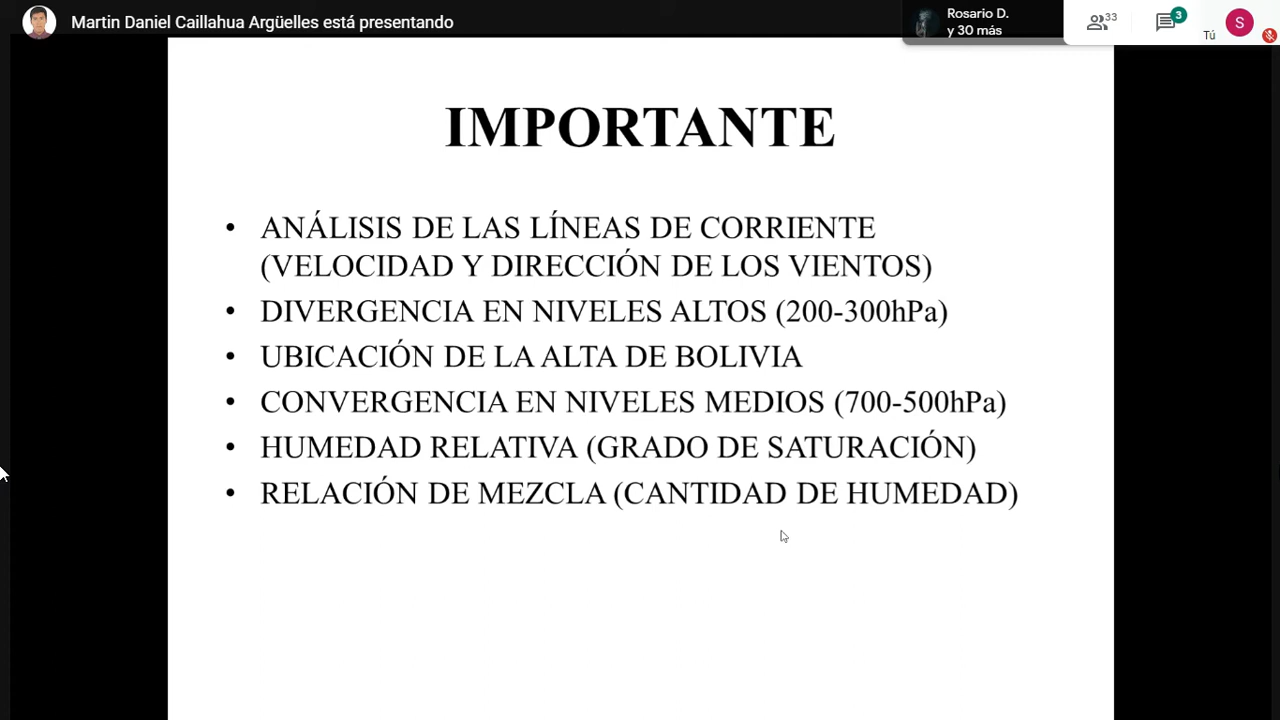 Martin Daniel Caillahua Argüelles está presentando
Rosario D.
y 30 más
33
3
Tú
S
IMPORTANTE
• ANÁLISIS DE LAS LÍNEAS DE CORRIENTE
(VELOCIDAD Y DIRECCIÓN DE LOS VIENTOS)
• DIVERGENCIA EN NIVELES ALTOS (200-300hPa)
• UBICACIÓN DE LA ALTA DE BOLIVIA
• CONVERGENCIA EN NIVELES MEDIOS (700-500hPa)
• HUMEDAD RELATIVA (GRADO DE SATURACIÓN)
• RELACIÓN DE MEZCLA (CANTIDAD DE HUMEDAD)